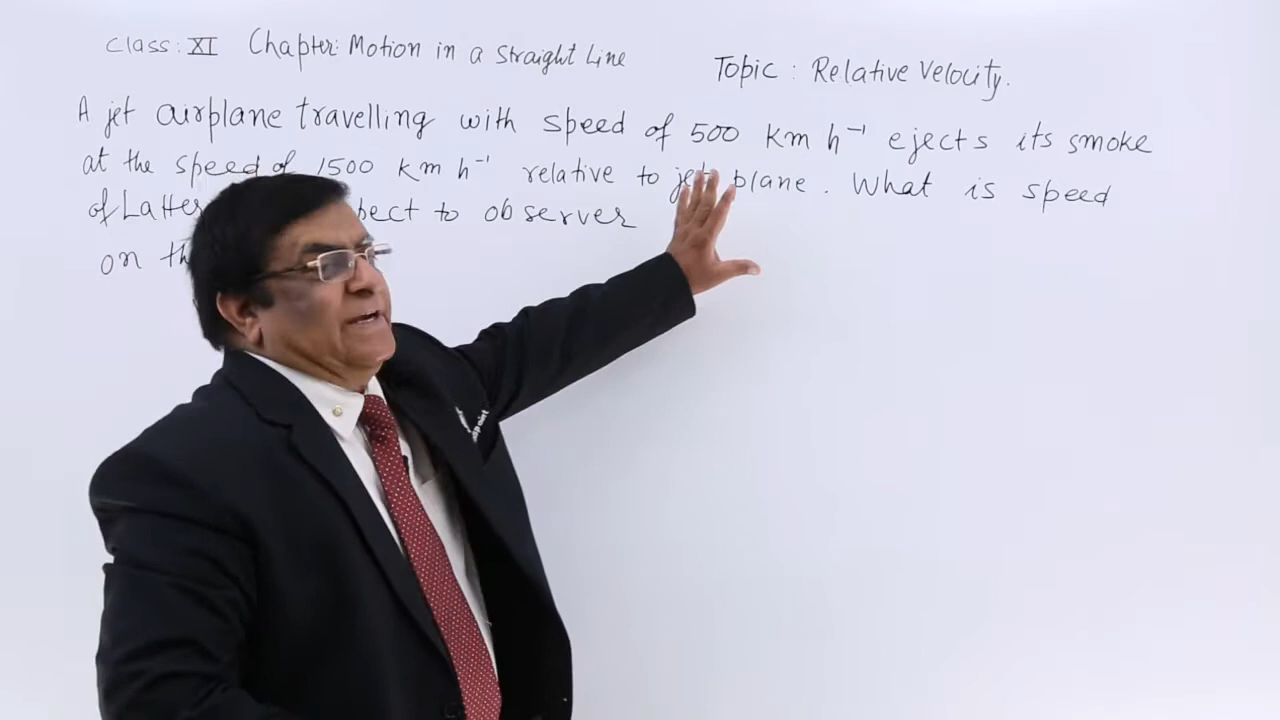 Class: XI Chapter: Motion in a Straight Line
Topic : Relative Velocity.
A jet airplane travelling with speed of 500 km h⁻¹ ejects its smoke
at the speed of 1500 km h⁻¹ relative to jet plane. What is speed
of Latter to observer
on